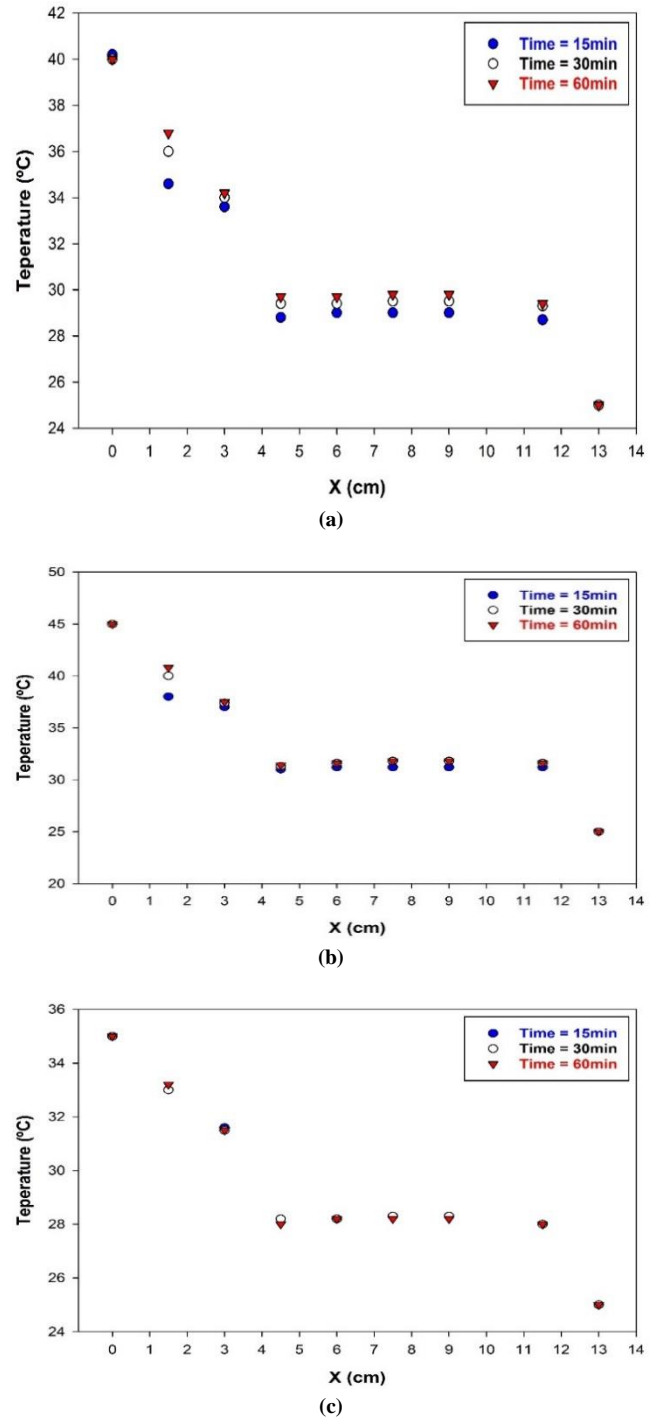 40
38
36
34
32
30
28
26
24
Teperature (ºC)
Time = 15min
Time = 30min
Time = 60min
0 1 2 3 4 5 6 7 8 9 10 11 12 13 14
X (cm)
(a)
50
45
40
35
30
25
20
Teperature (ºC)
Time = 15min
Time = 30min
Time = 60min
0 1 2 3 4 5 6 7 8 9 10 11 12 13 14
X (cm)
(b)
36
34
32
30
28
26
24
Teperature (ºC)
Time = 15min
Time = 30min
Time = 60min
0 1 2 3 4 5 6 7 8 9 10 11 12 13 14
X (cm)
(c)